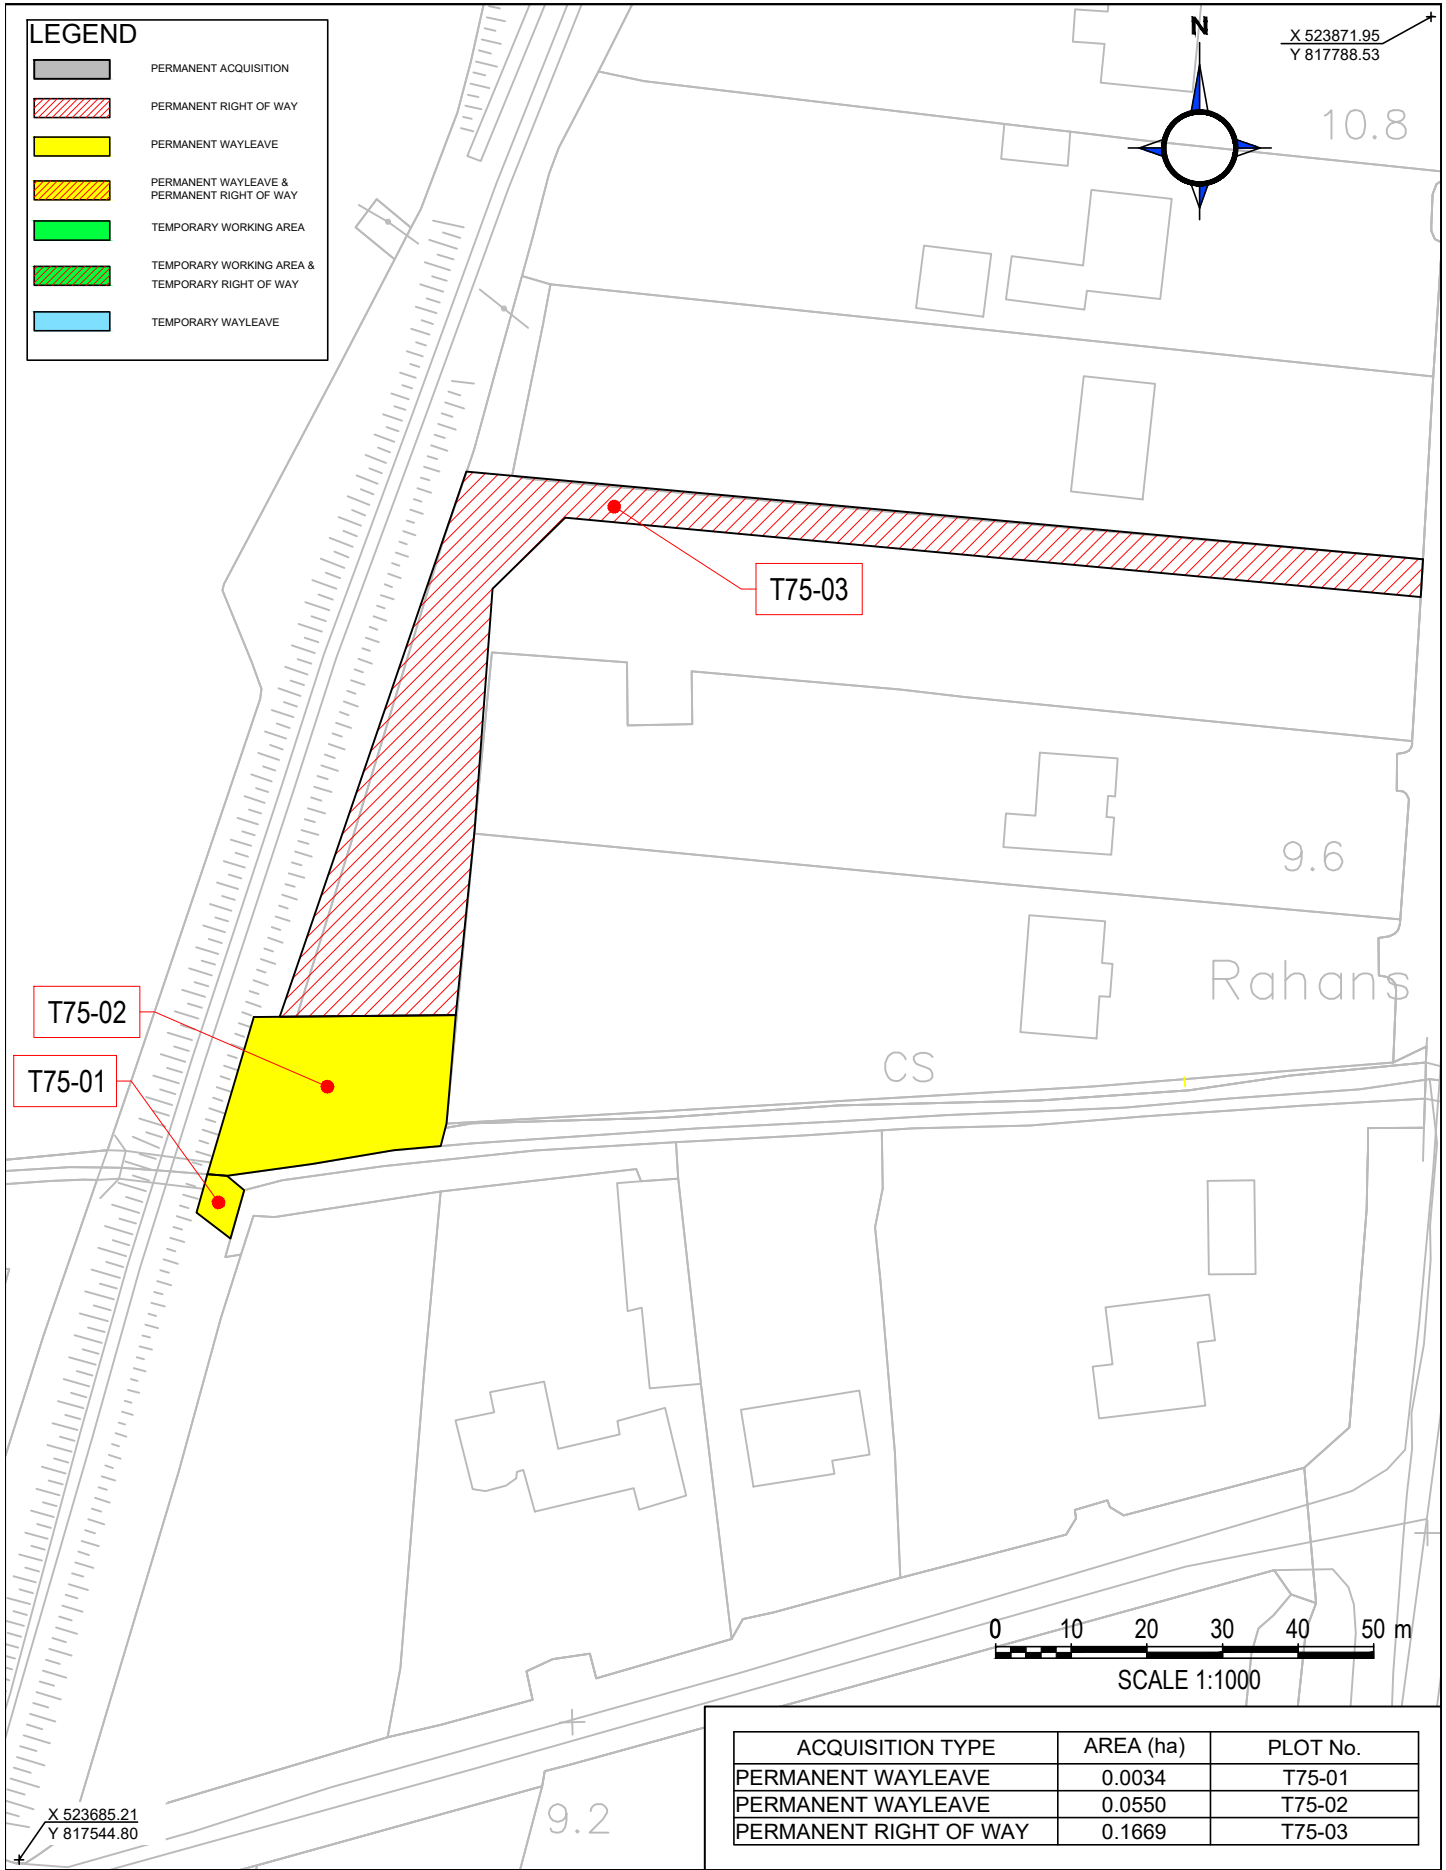 LEGEND
PERMANENT ACQUISITION
PERMANENT RIGHT OF WAY
PERMANENT WAYLEAVE
PERMANENT WAYLEAVE &
PERMANENT RIGHT OF WAY
TEMPORARY WORKING AREA
TEMPORARY WORKING AREA &
TEMPORARY RIGHT OF WAY
TEMPORARY WAYLEAVE
N
X 523871.95
Y 817788.53
10.8
T75-03
9.6
Rahans
T75-02
CS
T75-01
0 10 20 30 40 50 m
SCALE 1:1000
ACQUISITION TYPE AREA (ha) PLOT No.
PERMANENT WAYLEAVE 0.0034 T75-01
PERMANENT WAYLEAVE 0.0550 T75-02
PERMANENT RIGHT OF WAY 0.1669 T75-03
X 523685.21
Y 817544.80
9.2